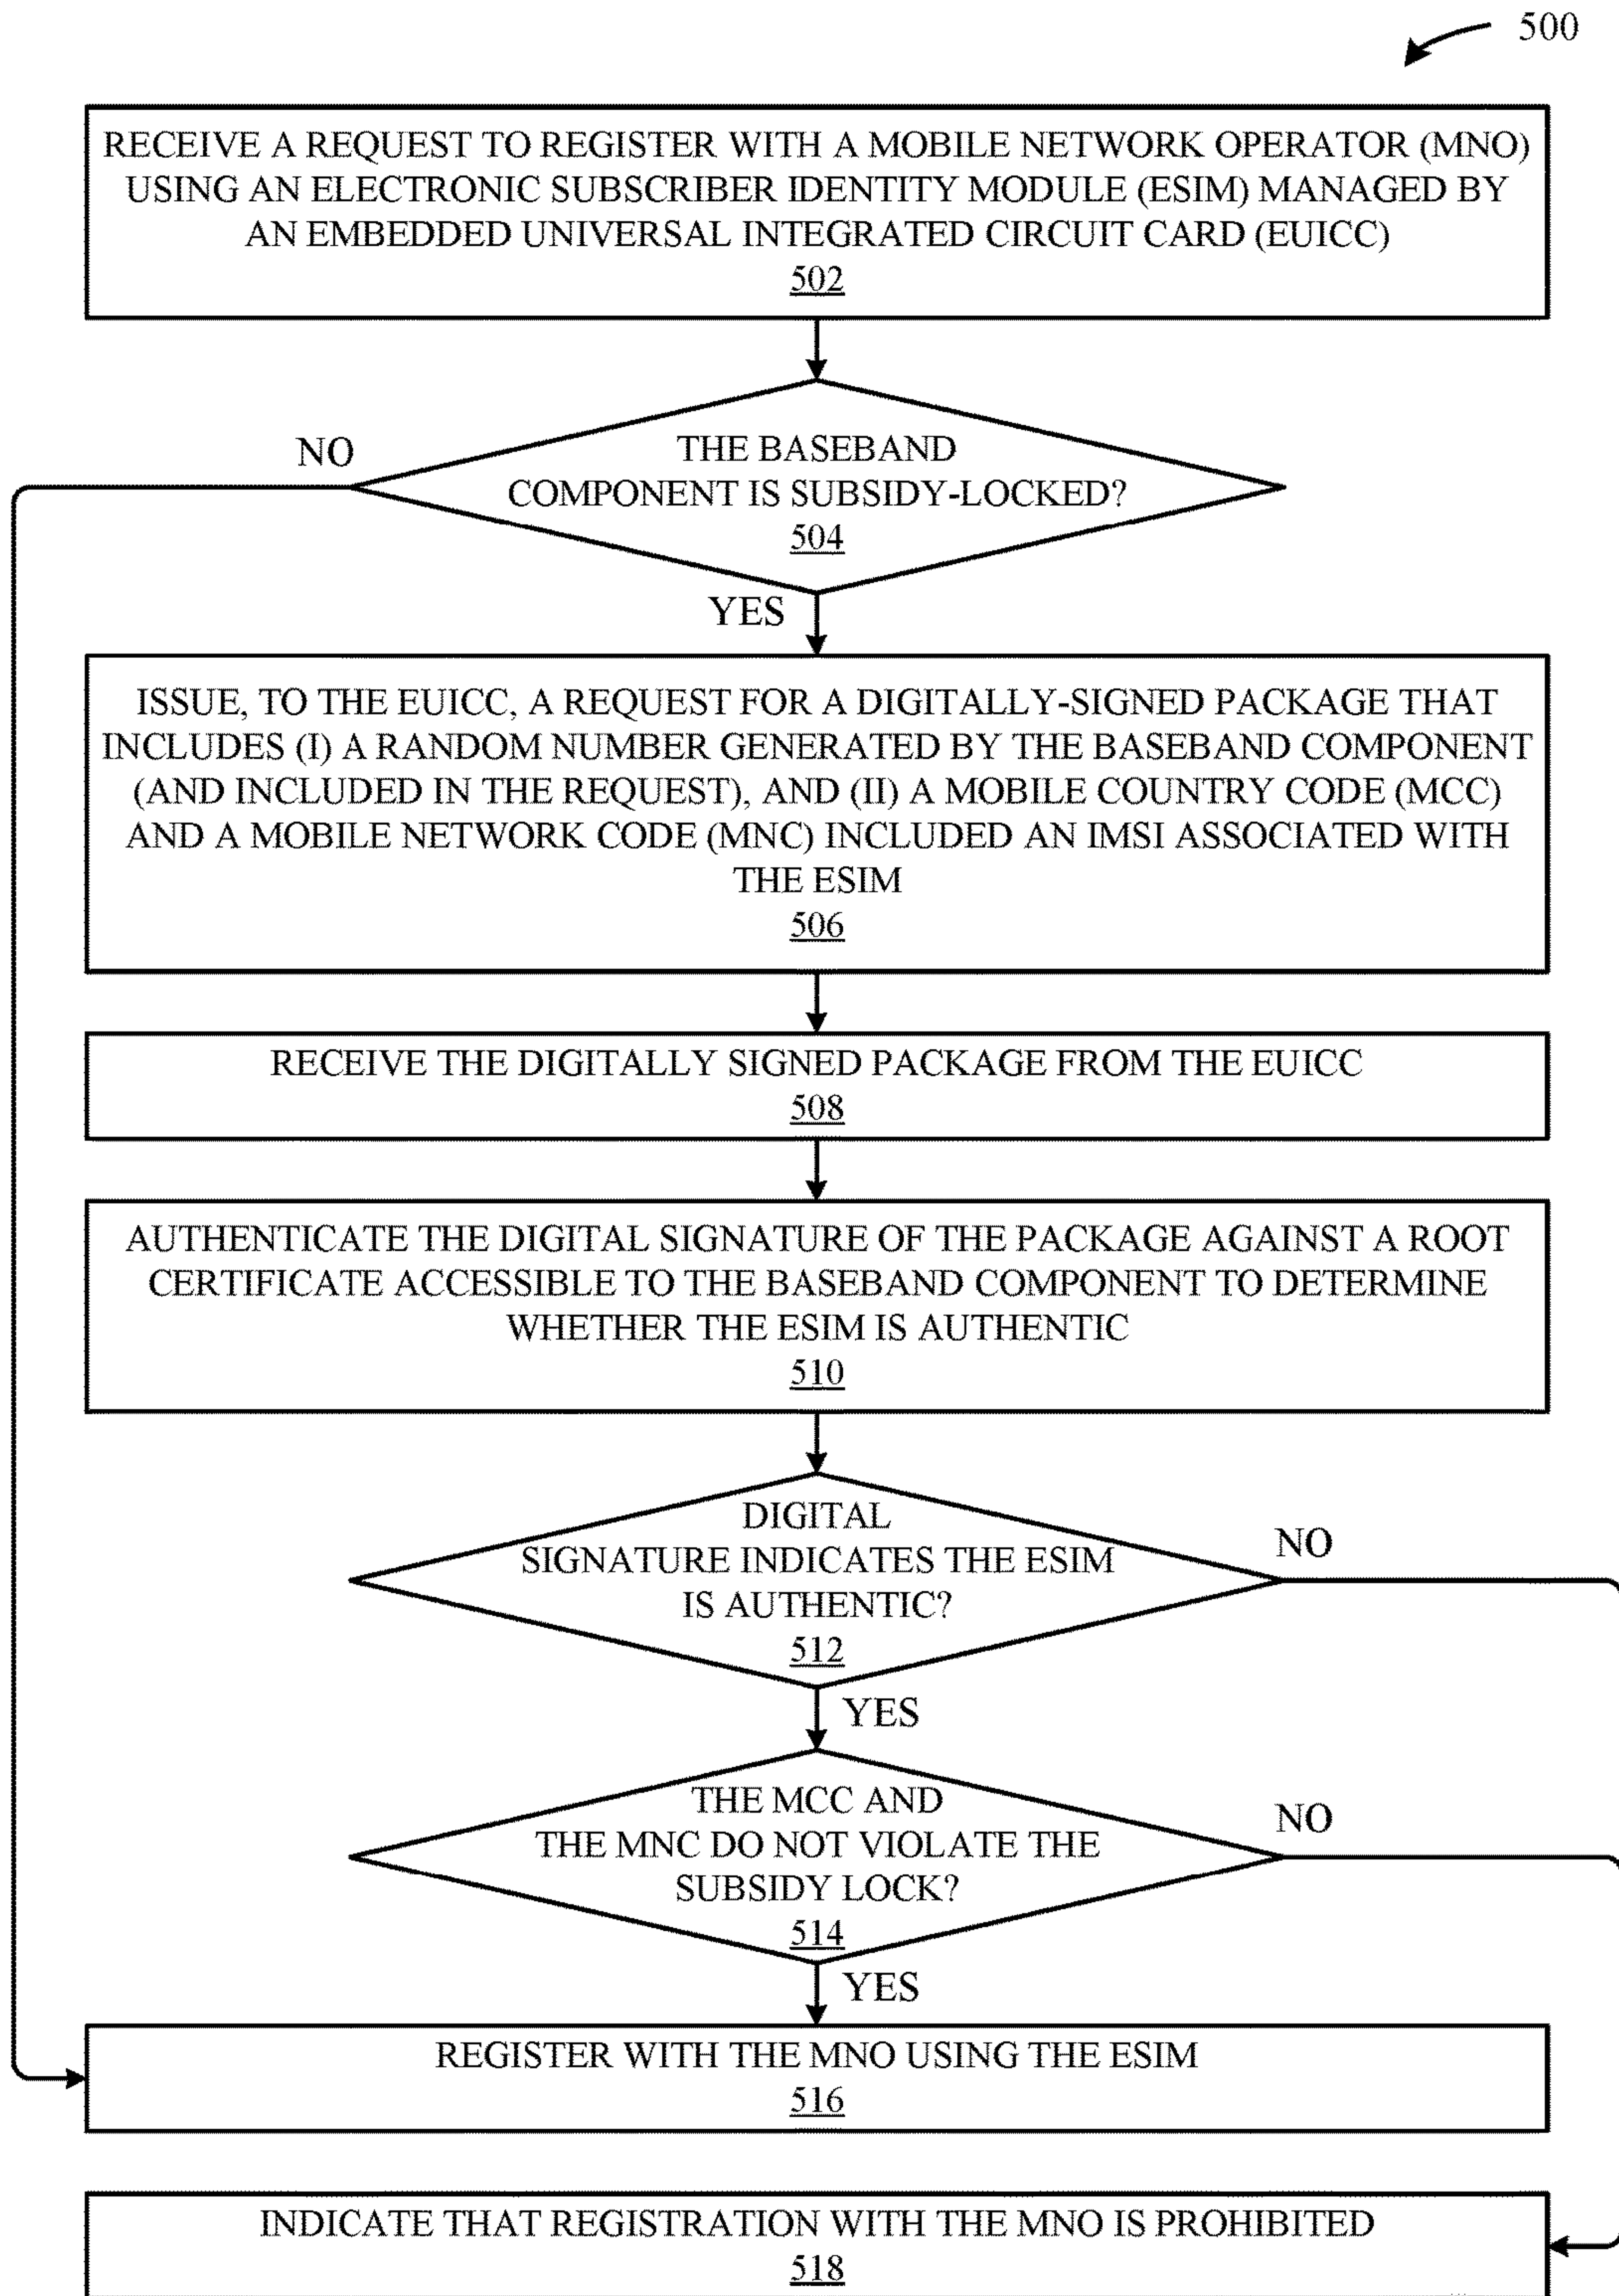 500
RECEIVE A REQUEST TO REGISTER WITH A MOBILE NETWORK OPERATOR (MNO)
USING AN ELECTRONIC SUBSCRIBER IDENTITY MODULE (ESIM) MANAGED BY
AN EMBEDDED UNIVERSAL INTEGRATED CIRCUIT CARD (EUICC)
502
NO
THE BASEBAND
COMPONENT IS SUBSIDY-LOCKED?
504
YES
ISSUE, TO THE EUICC, A REQUEST FOR A DIGITALLY-SIGNED PACKAGE THAT
INCLUDES (I) A RANDOM NUMBER GENERATED BY THE BASEBAND COMPONENT
(AND INCLUDED IN THE REQUEST), AND (II) A MOBILE COUNTRY CODE (MCC)
AND A MOBILE NETWORK CODE (MNC) INCLUDED AN IMSI ASSOCIATED WITH
THE ESIM
506
RECEIVE THE DIGITALLY SIGNED PACKAGE FROM THE EUICC
508
AUTHENTICATE THE DIGITAL SIGNATURE OF THE PACKAGE AGAINST A ROOT
CERTIFICATE ACCESSIBLE TO THE BASEBAND COMPONENT TO DETERMINE
WHETHER THE ESIM IS AUTHENTIC
510
DIGITAL
SIGNATURE INDICATES THE ESIM
IS AUTHENTIC?
512
NO
YES
THE MCC AND
THE MNC DO NOT VIOLATE THE
SUBSIDY LOCK?
514
NO
YES
REGISTER WITH THE MNO USING THE ESIM
516
INDICATE THAT REGISTRATION WITH THE MNO IS PROHIBITED
518